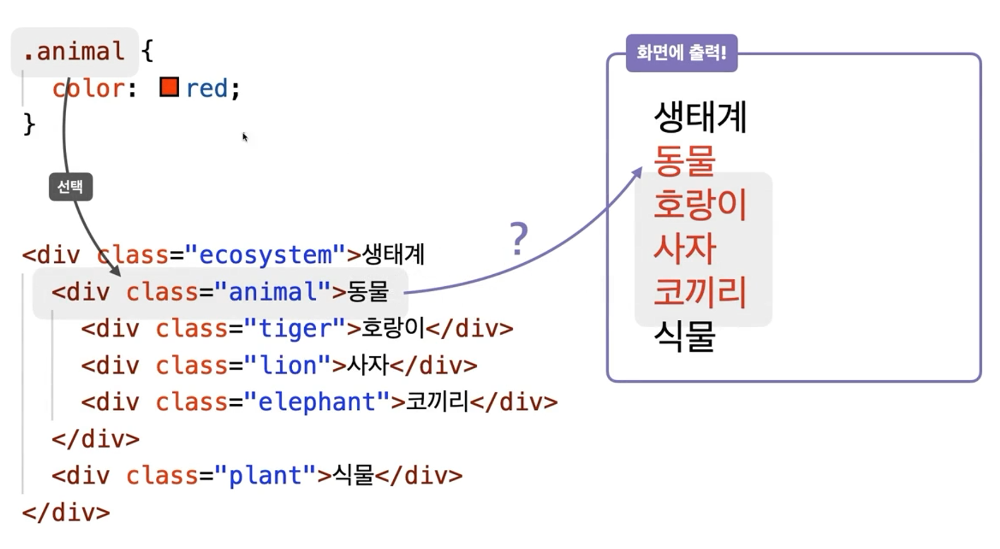 .animal {
color: red;
}
선택
<div class="ecosystem">생태계
<div class="animal">동물
<div class="tiger">호랑이</div>
<div class="lion">사자</div>
<div class="elephant">코끼리</div>
</div>
<div class="plant">식물</div>
</div>
?
화면에 출력!
생태계
동물
호랑이
사자
코끼리
식물